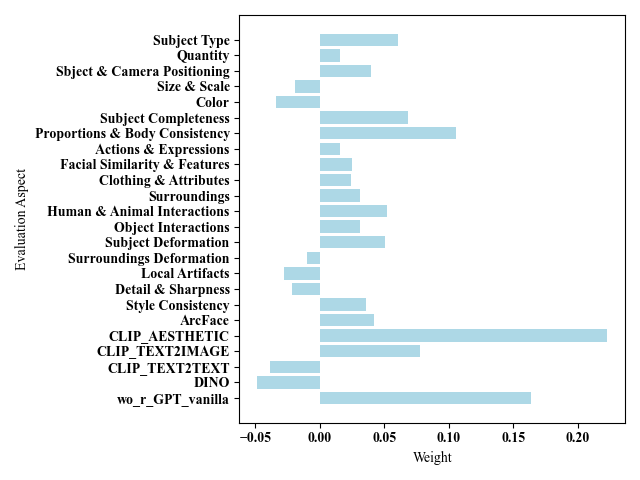 Subject Type
Quantity
Sbject & Camera Positioning
Size & Scale
Color
Subject Completeness
Proportions & Body Consistency
Actions & Expressions
Facial Similarity & Features
Clothing & Attributes
Surroundings
Human & Animal Interactions
Object Interactions
Subject Deformation
Surroundings Deformation
Local Artifacts
Detail & Sharpness
Style Consistency
ArcFace
CLIP_AESTHETIC
CLIP_TEXT2IMAGE
CLIP_TEXT2TEXT
DINO
wo_r_GPT_vanilla
Evaluation Aspect
−0.05 0.00 0.05 0.10 0.15 0.20
Weight